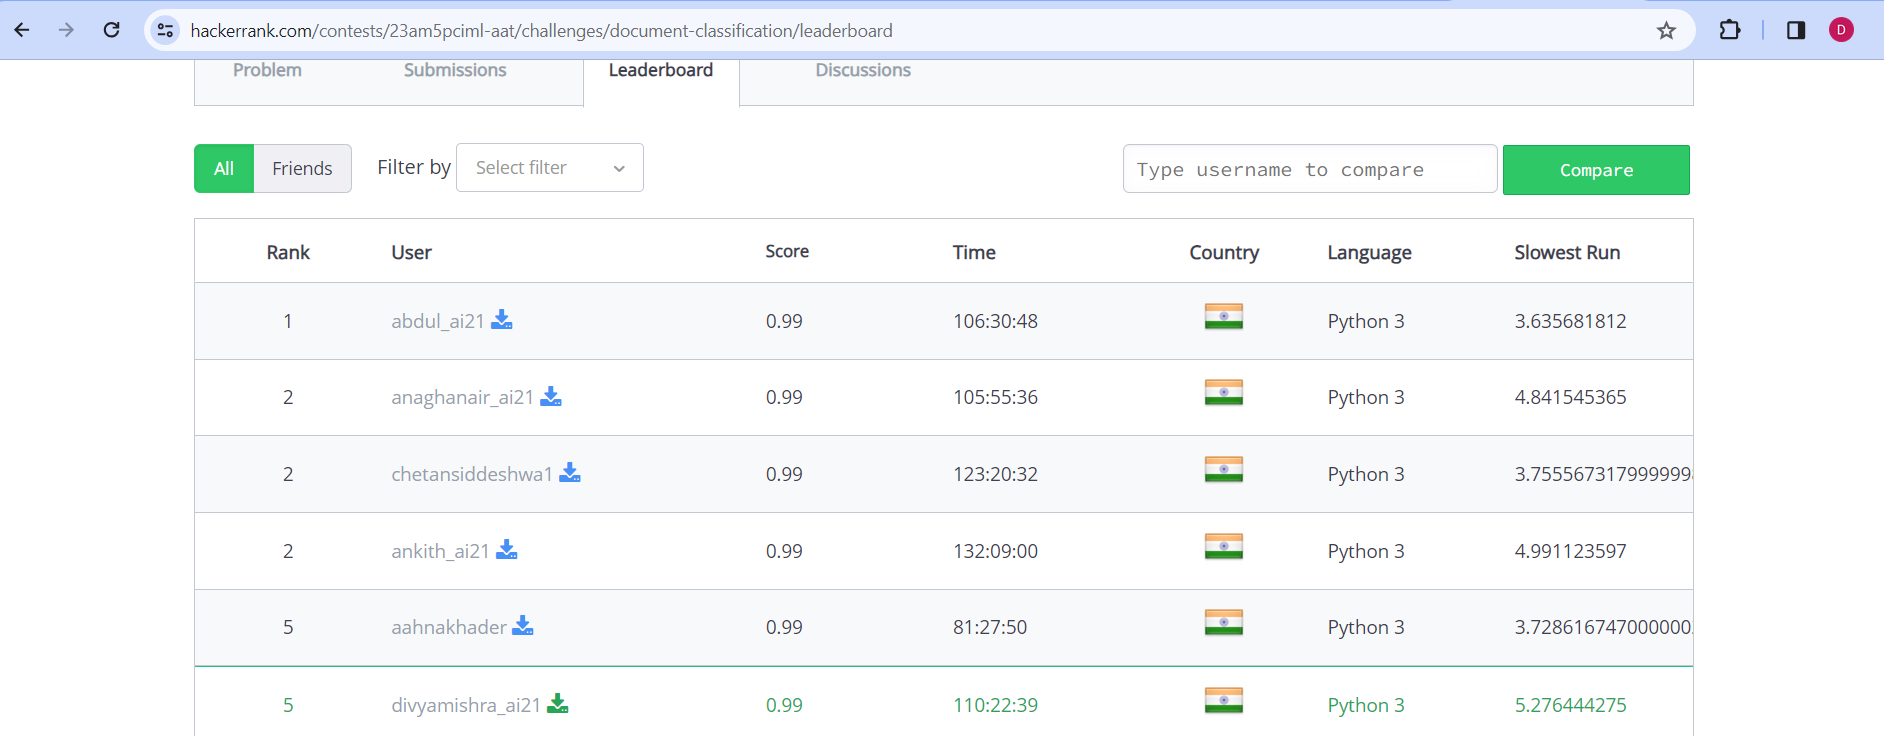 hackerrank.com/contests/23am5pciml-aat/challenges/document-classification/leaderboard
D
Problem Submissions Leaderboard Discussions
All Friends Filter by Select filter Type username to compare Compare
Rank User Score Time Country Language Slowest Run
1 abdul_ai21 0.99 106:30:48 Python 3 3.635681812
2 anaghanair_ai21 0.99 105:55:36 Python 3 4.841545365
2 chetansiddeshwa1 0.99 123:20:32 Python 3 3.755567317999999
2 ankith_ai21 0.99 132:09:00 Python 3 4.991123597
5 aahnakhader 0.99 81:27:50 Python 3 3.728616747000000
5 divyamishra_ai21 0.99 110:22:39 Python 3 5.276444275